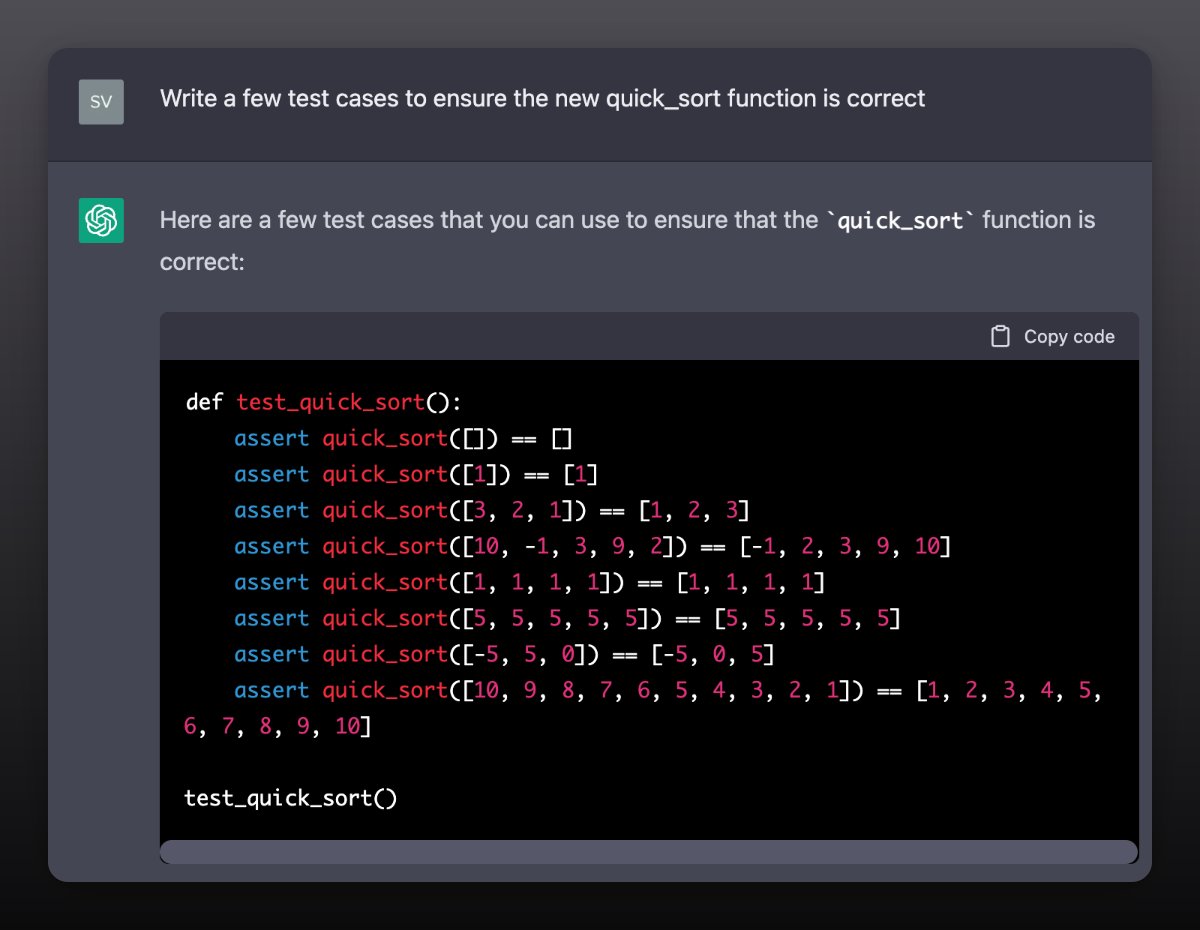 SV
Write a few test cases to ensure the new quick_sort function is correct
Here are a few test cases that you can use to ensure that the `quick_sort` function is
correct:
Copy code
def test_quick_sort():
    assert quick_sort([]) == []
    assert quick_sort([1]) == [1]
    assert quick_sort([3, 2, 1]) == [1, 2, 3]
    assert quick_sort([10, -1, 3, 9, 2]) == [-1, 2, 3, 9, 10]
    assert quick_sort([1, 1, 1, 1]) == [1, 1, 1, 1]
    assert quick_sort([5, 5, 5, 5, 5]) == [5, 5, 5, 5, 5]
    assert quick_sort([-5, 5, 0]) == [-5, 0, 5]
    assert quick_sort([10, 9, 8, 7, 6, 5, 4, 3, 2, 1]) == [1, 2, 3, 4, 5,
6, 7, 8, 9, 10]
test_quick_sort()